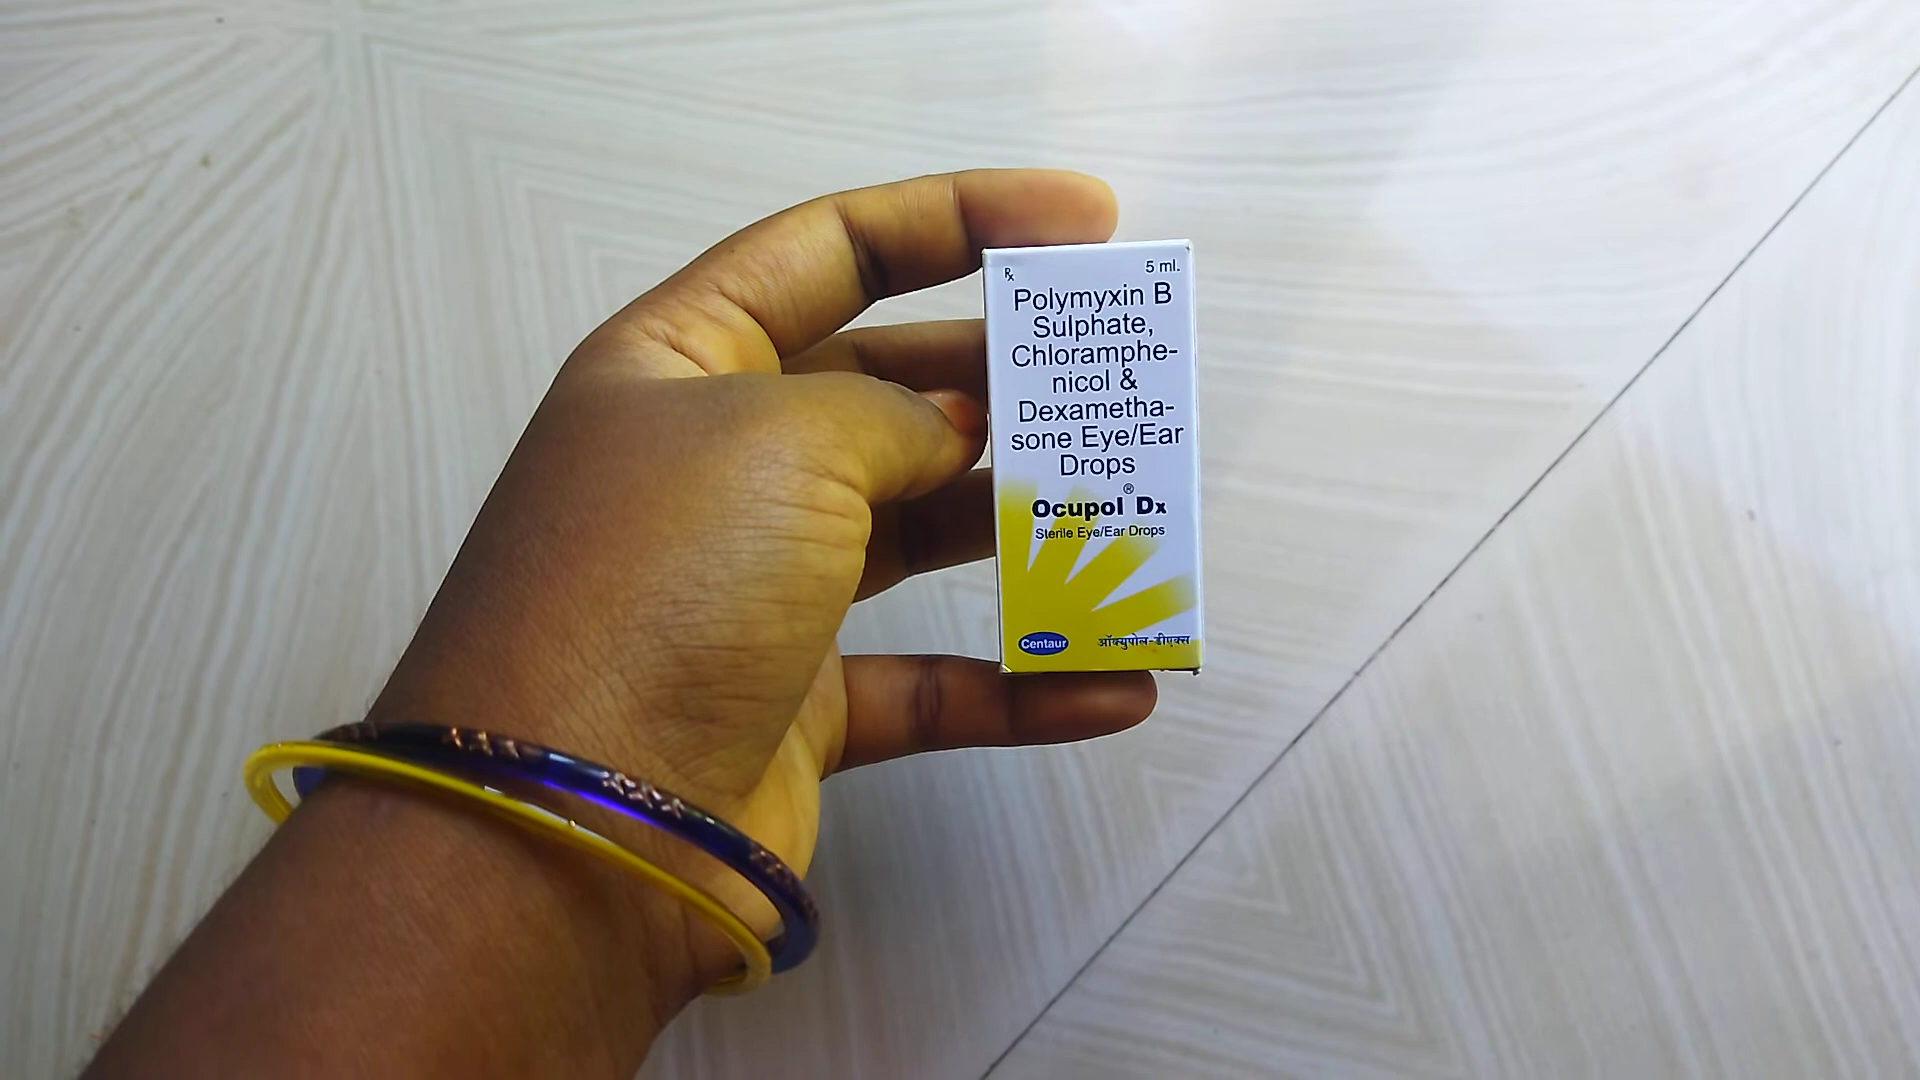 Rx 5 ml.
Polymyxin B
Sulphate,
Chloramphe-
nicol &
Dexametha-
sone Eye/Ear
Drops
Ocupol® Dx
Sterile Eye/Ear Drops
Centaur ऑक्युपोल-डीएक्स